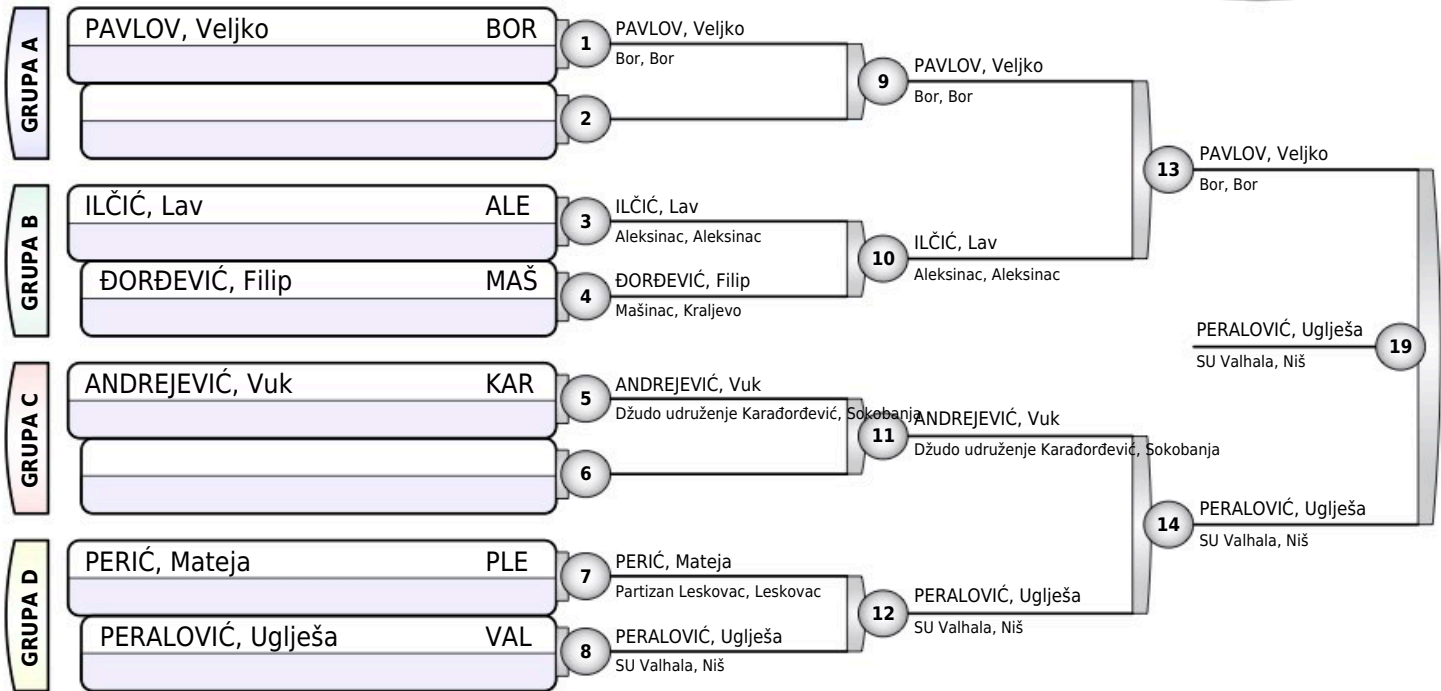 GRUPA A
PAVLOV, Veljko BOR
1
PAVLOV, Veljko
Bor, Bor
2
9
PAVLOV, Veljko
Bor, Bor
GRUPA B
ILČIĆ, Lav ALE
3
ILČIĆ, Lav
Aleksinac, Aleksinac
ĐORĐEVIĆ, Filip MAŠ
4
ĐORĐEVIĆ, Filip
Mašinac, Kraljevo
10
ILČIĆ, Lav
Aleksinac, Aleksinac
13
PAVLOV, Veljko
Bor, Bor
GRUPA C
ANDREJEVIĆ, Vuk KAR
5
ANDREJEVIĆ, Vuk
Džudo udruženje Karađorđević, Sokobanja
6
11
ANDREJEVIĆ, Vuk
Džudo udruženje Karađorđević, Sokobanja
GRUPA D
PERIĆ, Mateja PLE
7
PERIĆ, Mateja
Partizan Leskovac, Leskovac
PERALOVIĆ, Uglješa VAL
8
PERALOVIĆ, Uglješa
SU Valhala, Niš
12
PERALOVIĆ, Uglješa
SU Valhala, Niš
14
PERALOVIĆ, Uglješa
SU Valhala, Niš
PERALOVIĆ, Uglješa
SU Valhala, Niš
19